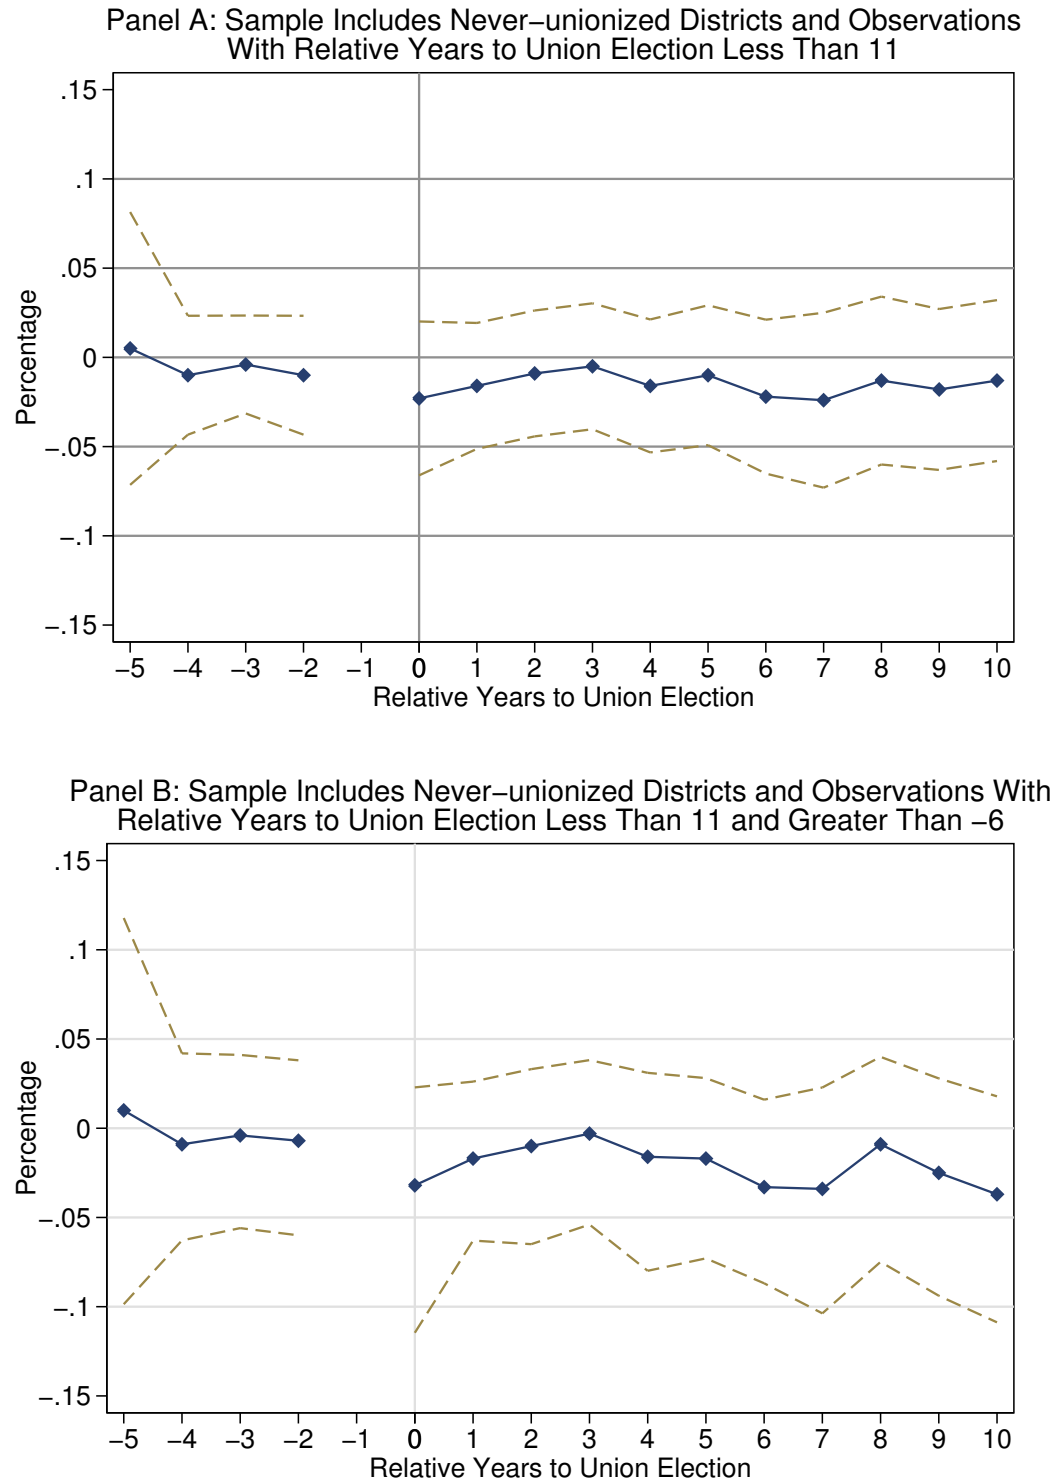 Panel A: Sample Includes Never−unionized Districts and Observations
With Relative Years to Union Election Less Than 11
.15
.1
.05
0
−.05
−.1
−.15
Percentage
−5 −4 −3 −2 −1 0 1 2 3 4 5 6 7 8 9 10
Relative Years to Union Election
Panel B: Sample Includes Never−unionized Districts and Observations With
Relative Years to Union Election Less Than 11 and Greater Than −6
.15
.1
.05
0
−.05
−.1
−.15
Percentage
−5 −4 −3 −2 −1 0 1 2 3 4 5 6 7 8 9 10
Relative Years to Union Election